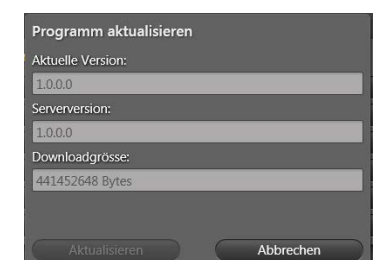 Programm aktualisieren
Aktuelle Version:
1.0.0.0
Serverversion:
1.0.0.0
Downloadgrösse:
441452648 Bytes
Aktualisieren Abbrechen